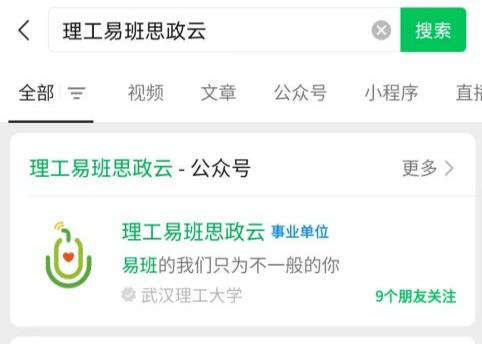 理工易班思政云 搜索
全部 视频 文章 公众号 小程序 直播
理工易班思政云 - 公众号 更多
理工易班思政云 事业单位
易班的我们只为不一般的你
武汉理工大学 9个朋友关注